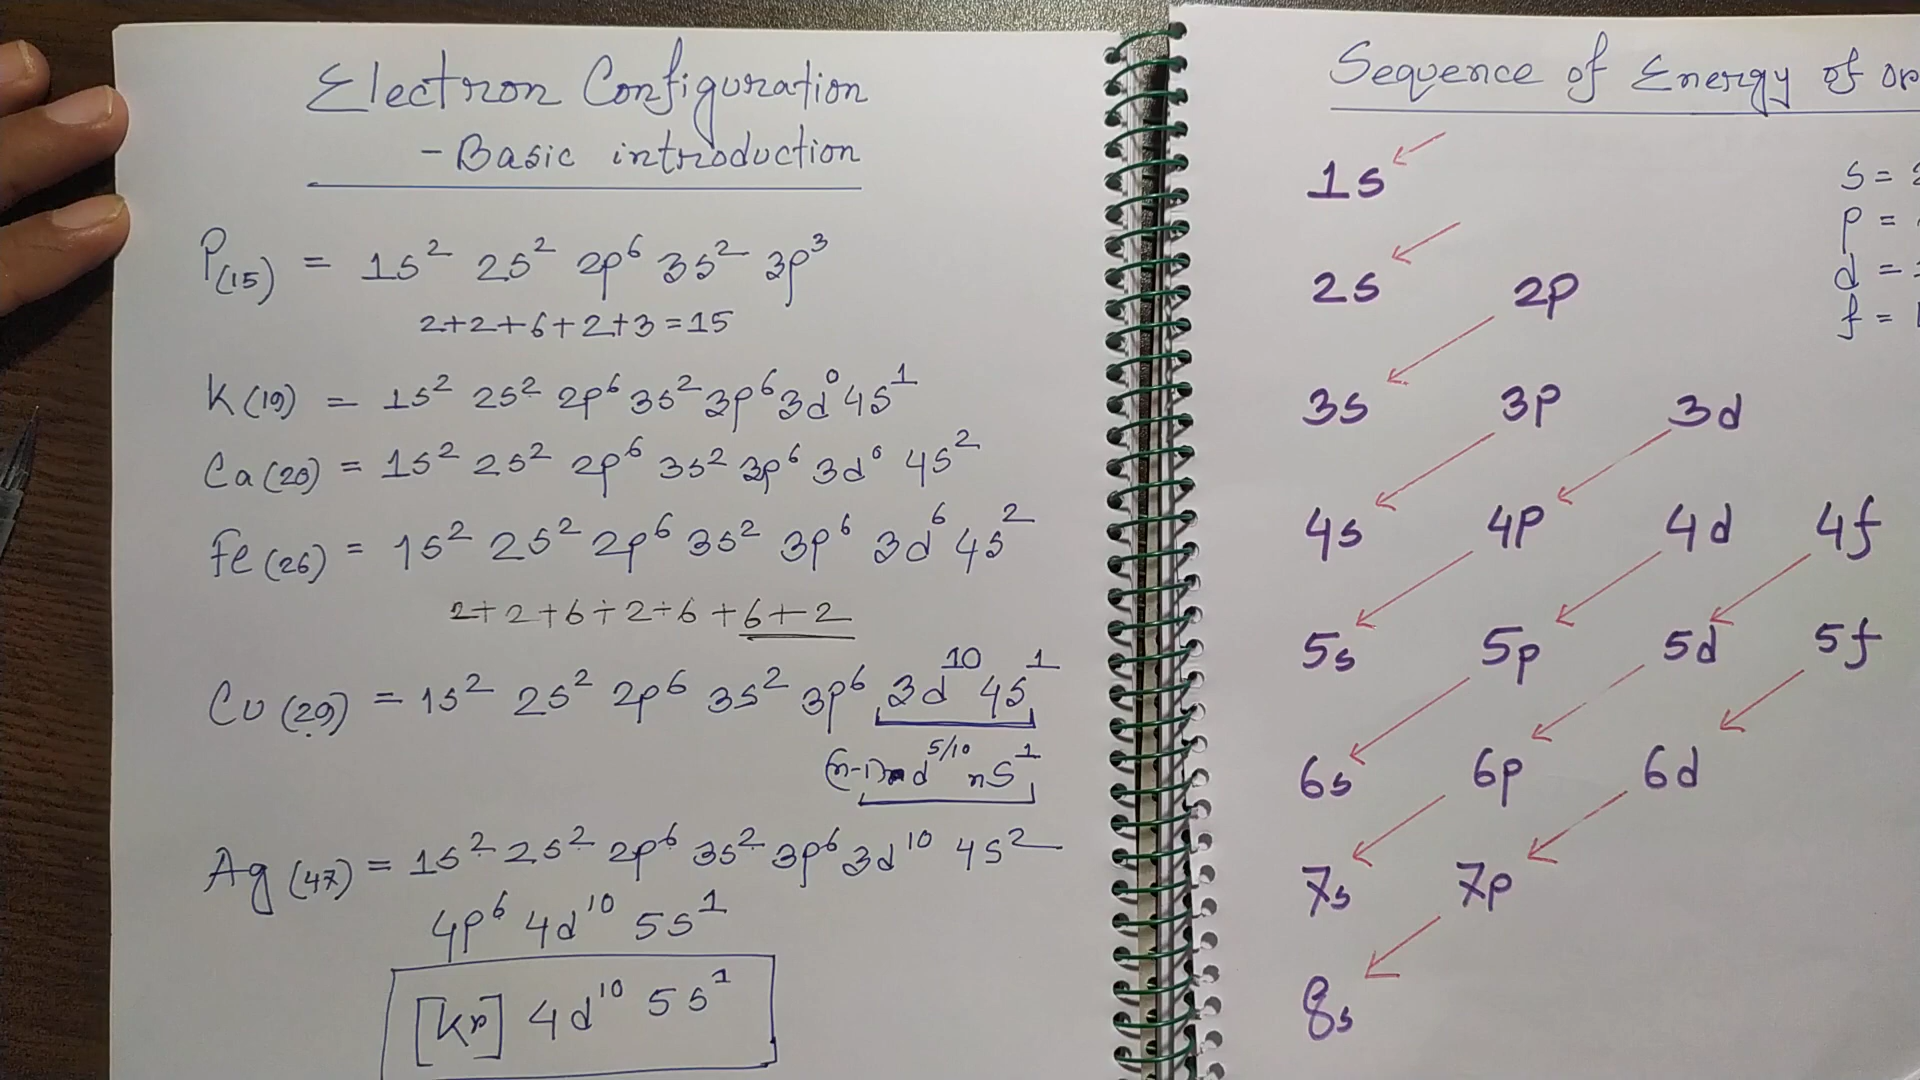 Electron Configuration
- Basic introduction
P(15) = 1s² 2s² 2p⁶ 3s² 3p³
2+2+6+2+3=15
K(19) = 1s² 2s² 2p⁶ 3s² 3p⁶ 3d⁰ 4s¹
Ca(20) = 1s² 2s² 2p⁶ 3s² 3p⁶ 3d⁰ 4s²
Fe(26) = 1s² 2s² 2p⁶ 3s² 3p⁶ 3d⁶ 4s²
2+2+6+2+6+6+2
Cu(29) = 1s² 2s² 2p⁶ 3s² 3p⁶ 3d¹⁰ 4s¹
(n-1) d⁵/¹⁰ ns¹
Ag(47) = 1s² 2s² 2p⁶ 3s² 3p⁶ 3d¹⁰ 4s²
4p⁶ 4d¹⁰ 5s¹
[Kr] 4d¹⁰ 5s¹
Sequence of Energy of
1s
2s 2p
3s 3p 3d
4s 4p 4d 4f
5s 5p 5d 5f
6s 6p 6d
7s 7p
8s
s =
p =
d =
f =